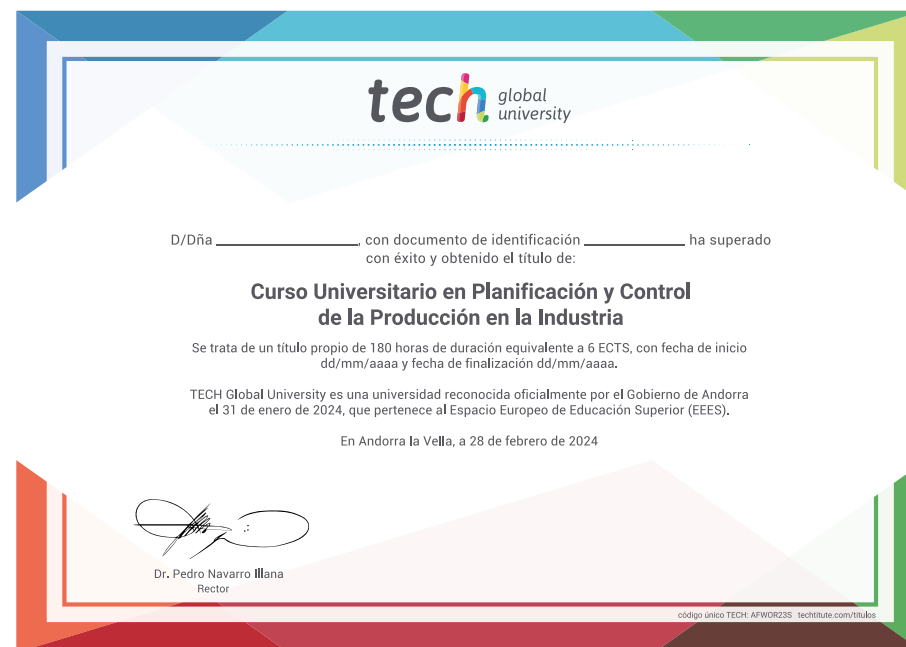 tech global university
D/Dña ____________________, con documento de identificación ______________ ha superado
con éxito y obtenido el título de:
Curso Universitario en Planificación y Control
de la Producción en la Industria
Se trata de un título propio de 180 horas de duración equivalente a 6 ECTS, con fecha de inicio
dd/mm/aaaa y fecha de finalización dd/mm/aaaa.
TECH Global University es una universidad reconocida oficialmente por el Gobierno de Andorra
el 31 de enero de 2024, que pertenece al Espacio Europeo de Educación Superior (EEES).
En Andorra la Vella, a 28 de febrero de 2024
Dr. Pedro Navarro Illana
Rector
código único TECH: AFWOR23S techtitute.com/titulos